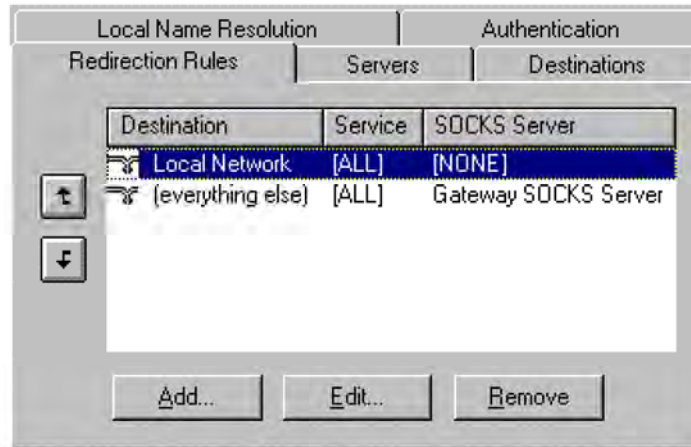 Local Name Resolution Authentication
Redirection Rules Servers Destinations
Destination Service SOCKS Server
Local Network [ALL] [NONE]
(everything else) [ALL] Gateway SOCKS Server
Add... Edit... Remove